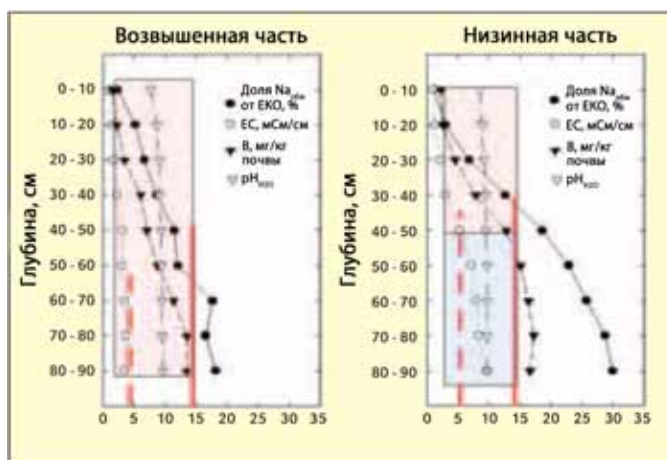 Возвышенная часть
Глубина, см
0 - 10
10 - 20
20 - 30
30 - 40
40 - 50
50 - 60
60 - 70
70 - 80
80 - 90
Доля Na обм
от ЕКО, %
EC, мСм/см
B, мг/кг
почвы
pH H2O
0 5 10 15 20 25 30 35
Низинная часть
Глубина, см
0 - 10
10 - 20
20 - 30
30 - 40
40 - 50
50 - 60
60 - 70
70 - 80
80 - 90
Доля Na обм
от ЕКО, %
EC, мСм/см
B, мг/кг
почвы
pH H2O
0 5 10 15 20 25 30 35